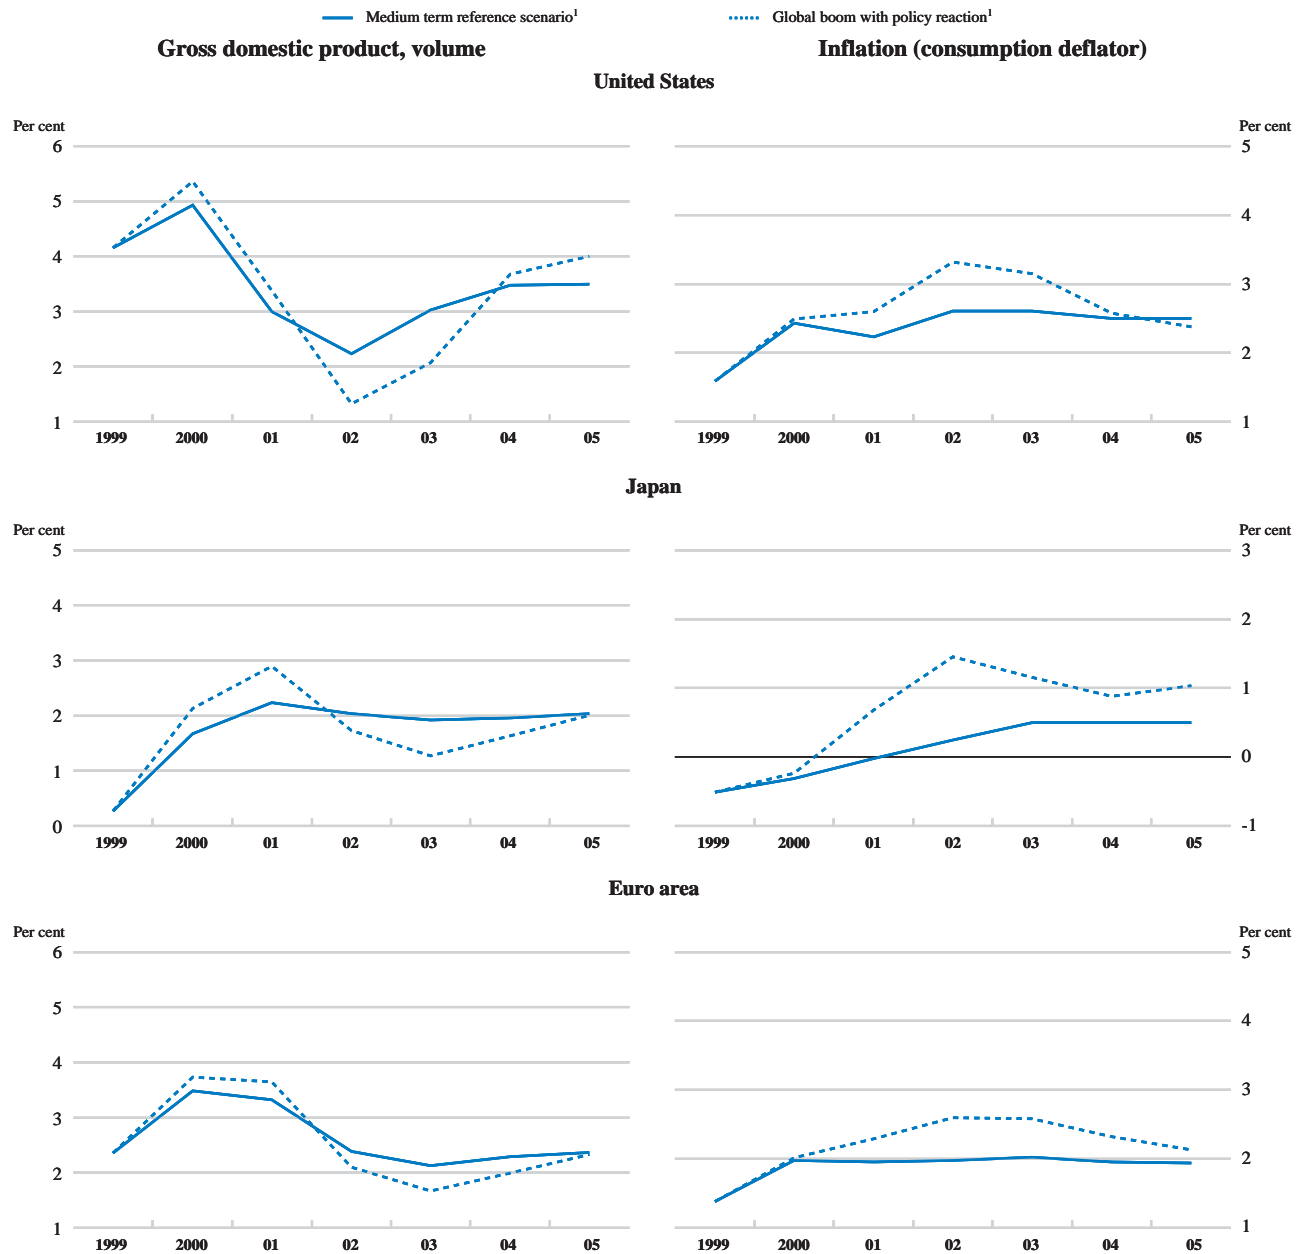 Medium term reference scenario¹ Global boom with policy reaction¹
Gross domestic product, volume Inflation (consumption deflator)
United States
Per cent Per cent
6 5
5 4
4 3
3 2
2 1
1
1999 2000 01 02 03 04 05 1999 2000 01 02 03 04 05
Japan
Per cent Per cent
5 3
4 2
3 1
2 0
1 -1
0
1999 2000 01 02 03 04 05 1999 2000 01 02 03 04 05
Euro area
Per cent Per cent
6 5
5 4
4 3
3 2
2 1
1
1999 2000 01 02 03 04 05 1999 2000 01 02 03 04 05